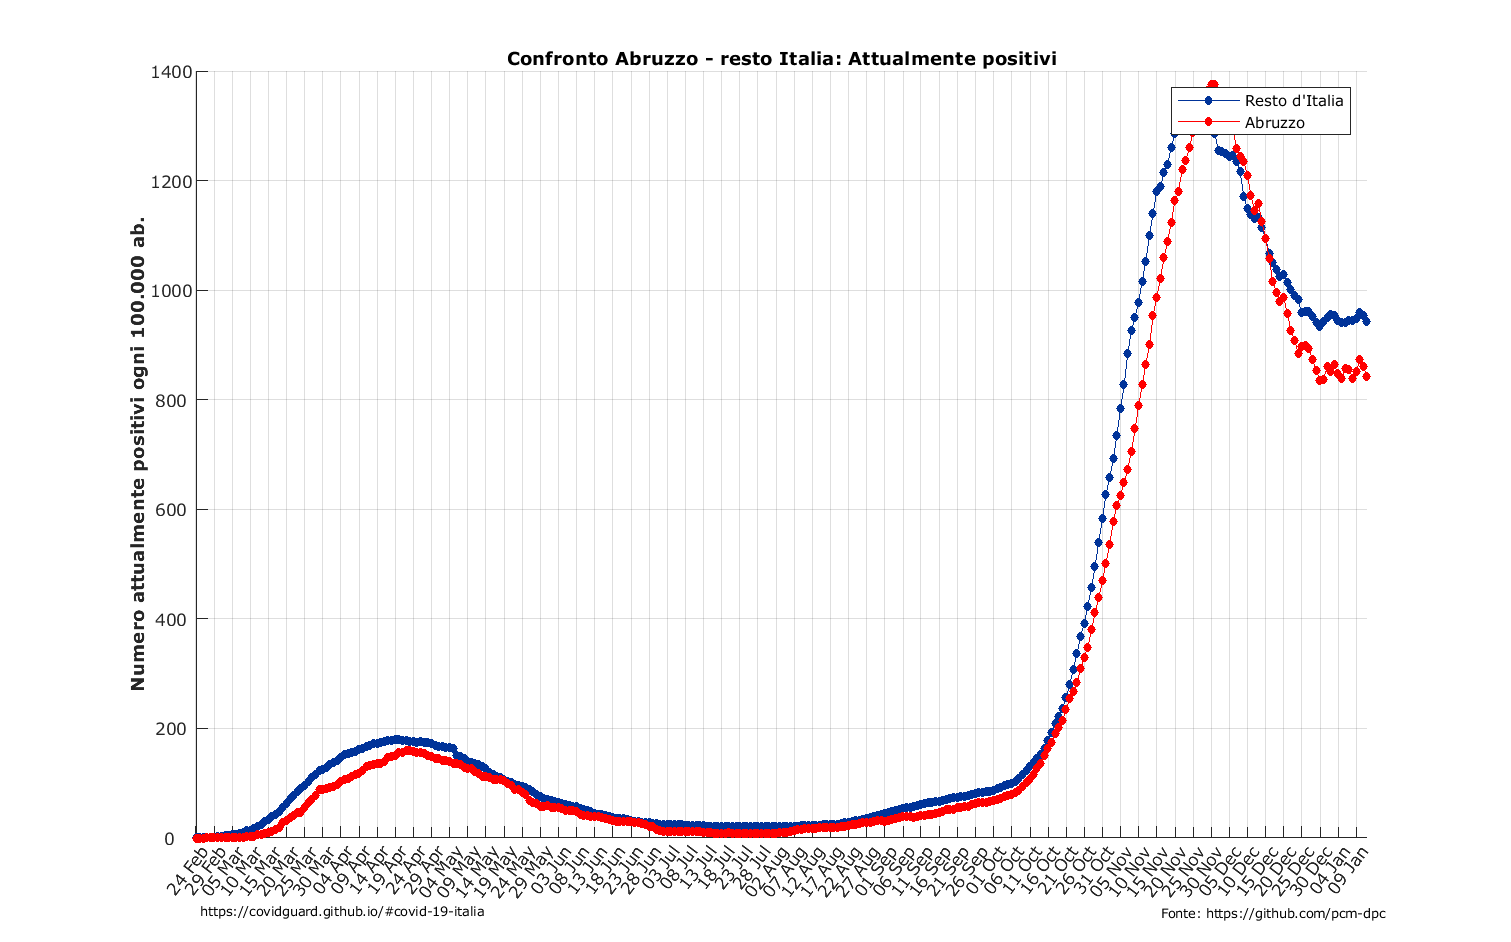 Confronto Abruzzo - resto Italia: Attualmente positivi
Numero attualmente positivi ogni 100.000 ab.
1400
1200
1000
800
600
400
200
0
Resto d'Italia
Abruzzo
24 Feb
29 Feb
05 Mar
10 Mar
15 Mar
20 Mar
25 Mar
30 Mar
04 Apr
09 Apr
14 Apr
19 Apr
24 Apr
29 Apr
04 May
09 May
14 May
19 May
24 May
29 May
03 Jun
08 Jun
13 Jun
18 Jun
23 Jun
28 Jun
03 Jul
08 Jul
13 Jul
18 Jul
23 Jul
28 Jul
02 Aug
07 Aug
12 Aug
17 Aug
22 Aug
27 Aug
01 Sep
06 Sep
11 Sep
16 Sep
21 Sep
26 Sep
01 Oct
06 Oct
11 Oct
16 Oct
21 Oct
26 Oct
31 Oct
05 Nov
10 Nov
15 Nov
20 Nov
25 Nov
30 Nov
05 Dec
10 Dec
15 Dec
20 Dec
25 Dec
30 Dec
04 Jan
09 Jan
https://covidguard.github.io/#covid-19-italia
Fonte: https://github.com/pcm-dpc